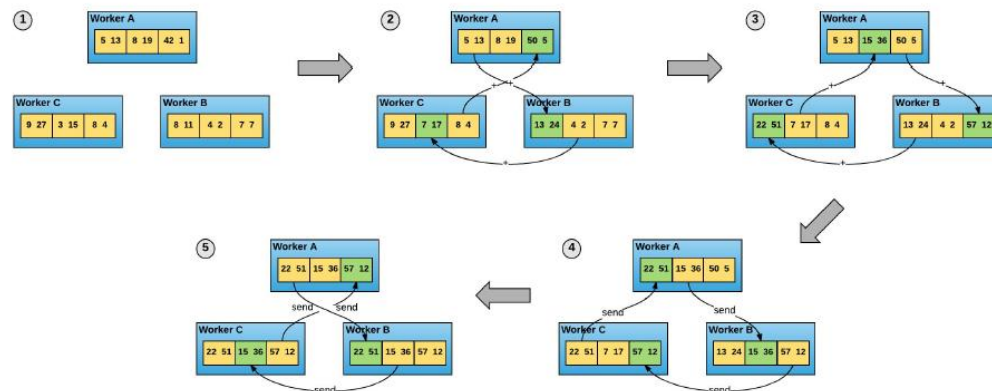 1
Worker A
5 13 8 19 42 1
Worker C
9 27 3 15 8 4
Worker B
8 11 4 2 7 7
2
Worker A
5 13 8 19 50 5
+ +
Worker C
9 27 7 17 8 4
Worker B
13 24 4 2 7 7
+
3
Worker A
5 13 15 36 50 5
+
+
Worker C
22 51 7 17 8 4
Worker B
13 24 4 2 57 12
+
4
Worker A
22 51 15 36 50 5
send
send
Worker C
22 51 7 17 57 12
Worker B
13 24 15 36 57 12
send
5
Worker A
22 51 15 36 57 12
send send
Worker C
22 51 15 36 57 12
Worker B
22 51 15 36 57 12
send